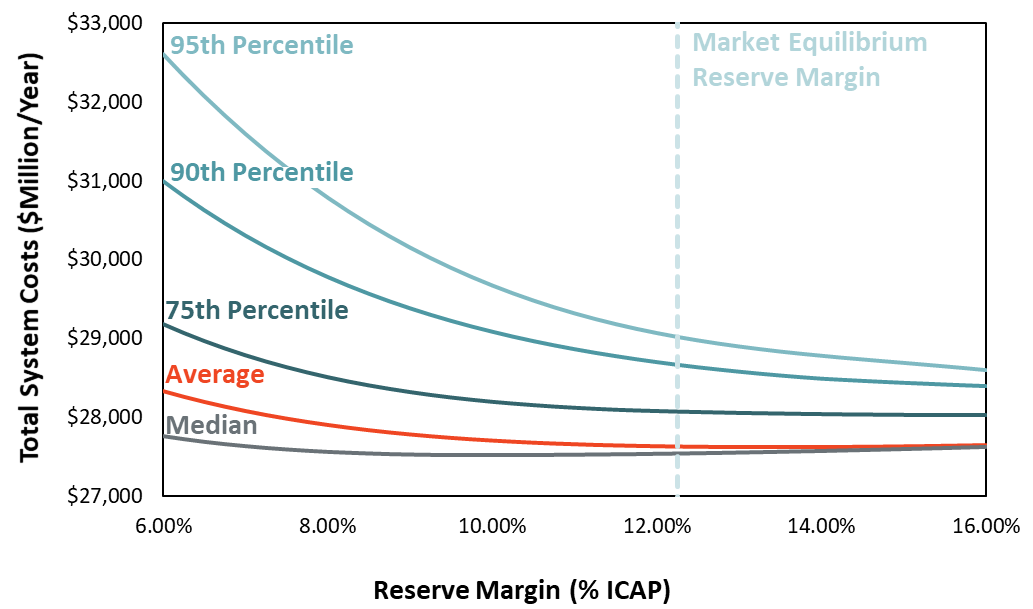 $33,000
$32,000
$31,000
$30,000
$29,000
$28,000
$27,000
Total System Costs ($Million/Year)
95th Percentile
90th Percentile
75th Percentile
Average
Median
Market Equilibrium
Reserve Margin
6.00% 8.00% 10.00% 12.00% 14.00% 16.00%
Reserve Margin (% ICAP)